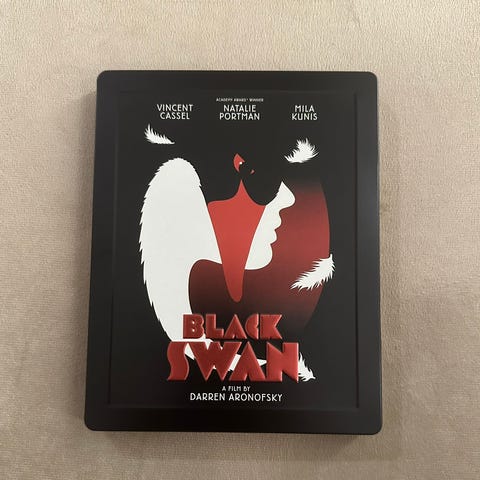 ACADEMY AWARD® WINNER
VINCENT CASSEL
NATALIE PORTMAN
MILA KUNIS
BLACK
SWAN
A FILM BY
DARREN ARONOFSKY